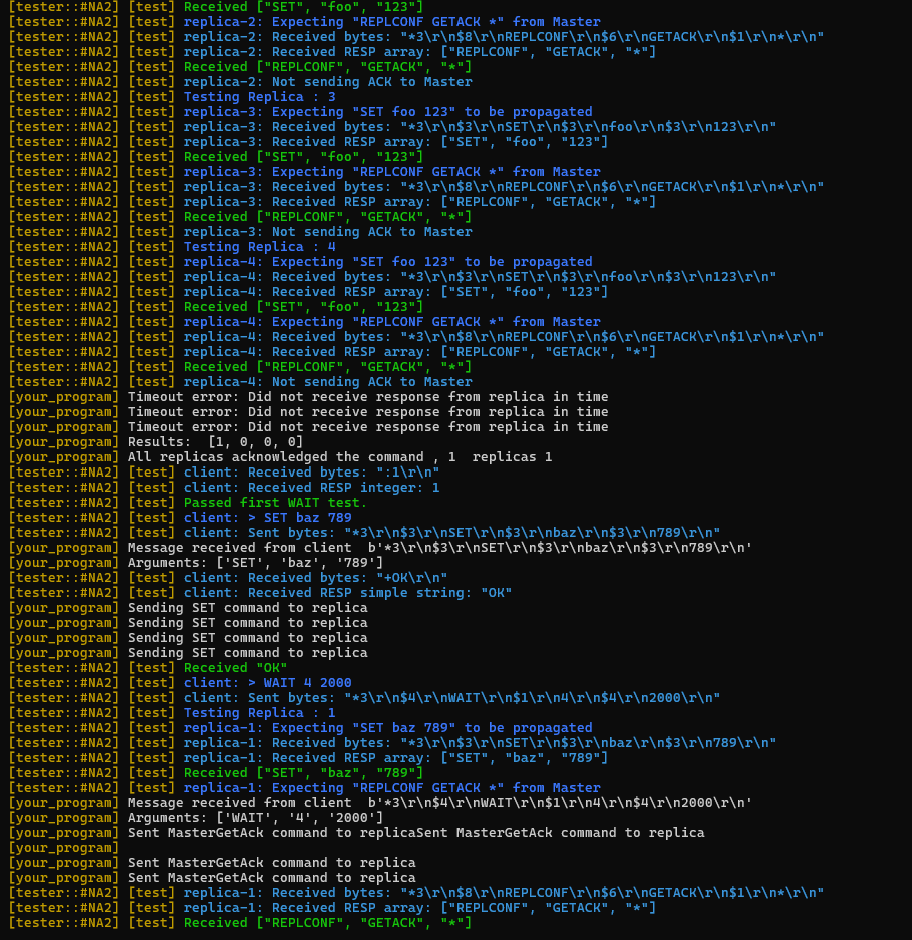 [tester::#NA2] [test] Received ["SET", "foo", "123"]
[tester::#NA2] [test] replica-2: Expecting "REPLCONF GETACK *" from Master
[tester::#NA2] [test] replica-2: Received bytes: "*3\r\n$8\r\nREPLCONF\r\n$6\r\nGETACK\r\n$1\r\n*\r\n"
[tester::#NA2] [test] replica-2: Received RESP array: ["REPLCONF", "GETACK", "*"]
[tester::#NA2] [test] Received ["REPLCONF", "GETACK", "*"]
[tester::#NA2] [test] replica-2: Not sending ACK to Master
[tester::#NA2] [test] Testing Replica : 3
[tester::#NA2] [test] replica-3: Expecting "SET foo 123" to be propagated
[tester::#NA2] [test] replica-3: Received bytes: "*3\r\n$3\r\nSET\r\n$3\r\nfoo\r\n$3\r\n123\r\n"
[tester::#NA2] [test] replica-3: Received RESP array: ["SET", "foo", "123"]
[tester::#NA2] [test] Received ["SET", "foo", "123"]
[tester::#NA2] [test] replica-3: Expecting "REPLCONF GETACK *" from Master
[tester::#NA2] [test] replica-3: Received bytes: "*3\r\n$8\r\nREPLCONF\r\n$6\r\nGETACK\r\n$1\r\n*\r\n"
[tester::#NA2] [test] replica-3: Received RESP array: ["REPLCONF", "GETACK", "*"]
[tester::#NA2] [test] Received ["REPLCONF", "GETACK", "*"]
[tester::#NA2] [test] replica-3: Not sending ACK to Master
[tester::#NA2] [test] Testing Replica : 4
[tester::#NA2] [test] replica-4: Expecting "SET foo 123" to be propagated
[tester::#NA2] [test] replica-4: Received bytes: "*3\r\n$3\r\nSET\r\n$3\r\nfoo\r\n$3\r\n123\r\n"
[tester::#NA2] [test] replica-4: Received RESP array: ["SET", "foo", "123"]
[tester::#NA2] [test] Received ["SET", "foo", "123"]
[tester::#NA2] [test] replica-4: Expecting "REPLCONF GETACK *" from Master
[tester::#NA2] [test] replica-4: Received bytes: "*3\r\n$8\r\nREPLCONF\r\n$6\r\nGETACK\r\n$1\r\n*\r\n"
[tester::#NA2] [test] replica-4: Received RESP array: ["REPLCONF", "GETACK", "*"]
[tester::#NA2] [test] Received ["REPLCONF", "GETACK", "*"]
[tester::#NA2] [test] replica-4: Not sending ACK to Master
[your_program] Timeout error: Did not receive response from replica in time
[your_program] Timeout error: Did not receive response from replica in time
[your_program] Timeout error: Did not receive response from replica in time
[your_program] Results:  [1, 0, 0, 0]
[your_program] All replicas acknowledged the command , 1  replicas 1
[tester::#NA2] [test] client: Received bytes: ":1\r\n"
[tester::#NA2] [test] client: Received RESP integer: 1
[tester::#NA2] [test] Passed first WAIT test.
[tester::#NA2] [test] client: > SET baz 789
[tester::#NA2] [test] client: Sent bytes: "*3\r\n$3\r\nSET\r\n$3\r\nbaz\r\n$3\r\n789\r\n"
[your_program] Message received from client  b'*3\r\n$3\r\nSET\r\n$3\r\nbaz\r\n$3\r\n789\r\n'
[your_program] Arguments: ['SET', 'baz', '789']
[tester::#NA2] [test] client: Received bytes: "+OK\r\n"
[tester::#NA2] [test] client: Received RESP simple string: "OK"
[your_program] Sending SET command to replica
[your_program] Sending SET command to replica
[your_program] Sending SET command to replica
[your_program] Sending SET command to replica
[tester::#NA2] [test] Received "OK"
[tester::#NA2] [test] client: > WAIT 4 2000
[tester::#NA2] [test] client: Sent bytes: "*3\r\n$4\r\nWAIT\r\n$1\r\n4\r\n$4\r\n2000\r\n"
[tester::#NA2] [test] Testing Replica : 1
[tester::#NA2] [test] replica-1: Expecting "SET baz 789" to be propagated
[tester::#NA2] [test] replica-1: Received bytes: "*3\r\n$3\r\nSET\r\n$3\r\nbaz\r\n$3\r\n789\r\n"
[tester::#NA2] [test] replica-1: Received RESP array: ["SET", "baz", "789"]
[tester::#NA2] [test] Received ["SET", "baz", "789"]
[tester::#NA2] [test] replica-1: Expecting "REPLCONF GETACK *" from Master
[your_program] Message received from client  b'*3\r\n$4\r\nWAIT\r\n$1\r\n4\r\n$4\r\n2000\r\n'
[your_program] Arguments: ['WAIT', '4', '2000']
[your_program] Sent MasterGetAck command to replicaSent MasterGetAck command to replica
[your_program]
[your_program] Sent MasterGetAck command to replica
[your_program] Sent MasterGetAck command to replica
[tester::#NA2] [test] replica-1: Received bytes: "*3\r\n$8\r\nREPLCONF\r\n$6\r\nGETACK\r\n$1\r\n*\r\n"
[tester::#NA2] [test] replica-1: Received RESP array: ["REPLCONF", "GETACK", "*"]
[tester::#NA2] [test] Received ["REPLCONF", "GETACK", "*"]